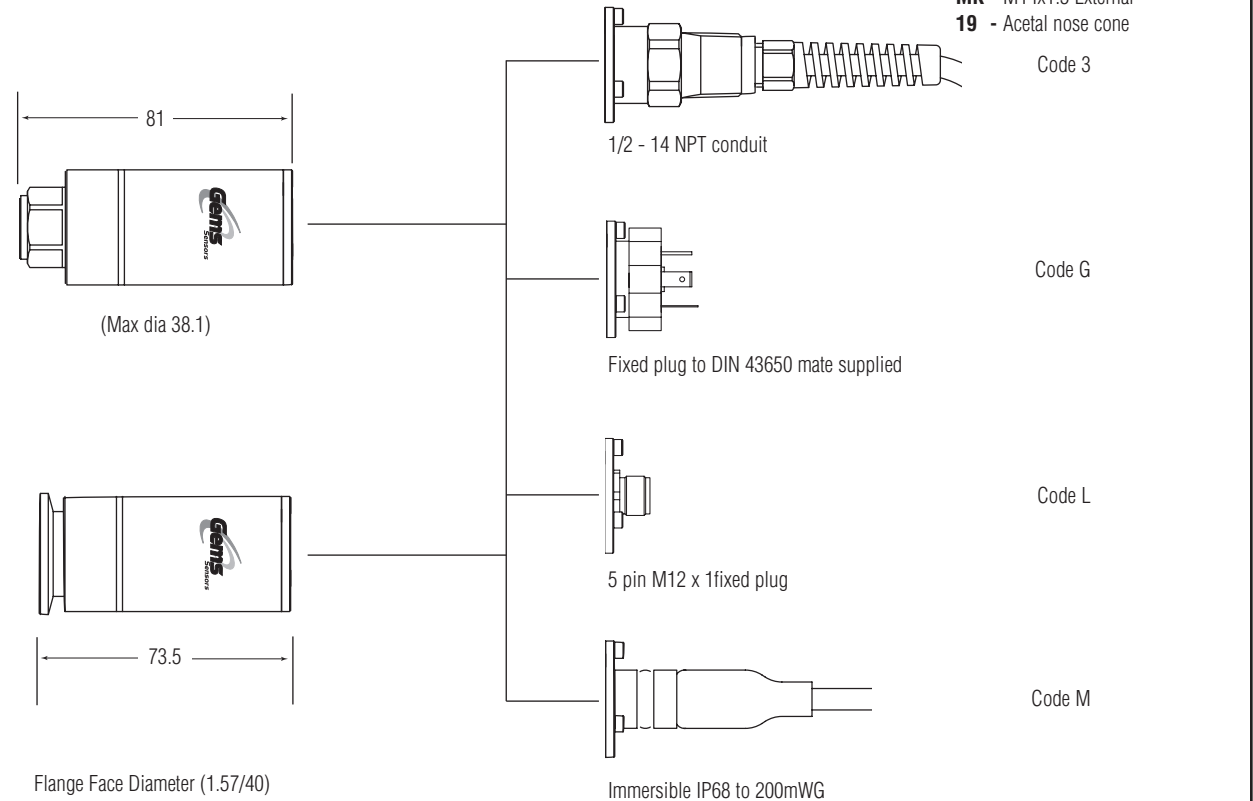 19 - Acetal nose cone
Code 3
81
1/2 - 14 NPT conduit
Gems
Sensors
(Max dia 38.1)
Code G
Fixed plug to DIN 43650 mate supplied
Code L
Gems
Sensors
5 pin M12 x 1fixed plug
73.5
Code M
Flange Face Diameter (1.57/40)
Immersible IP68 to 200mWG